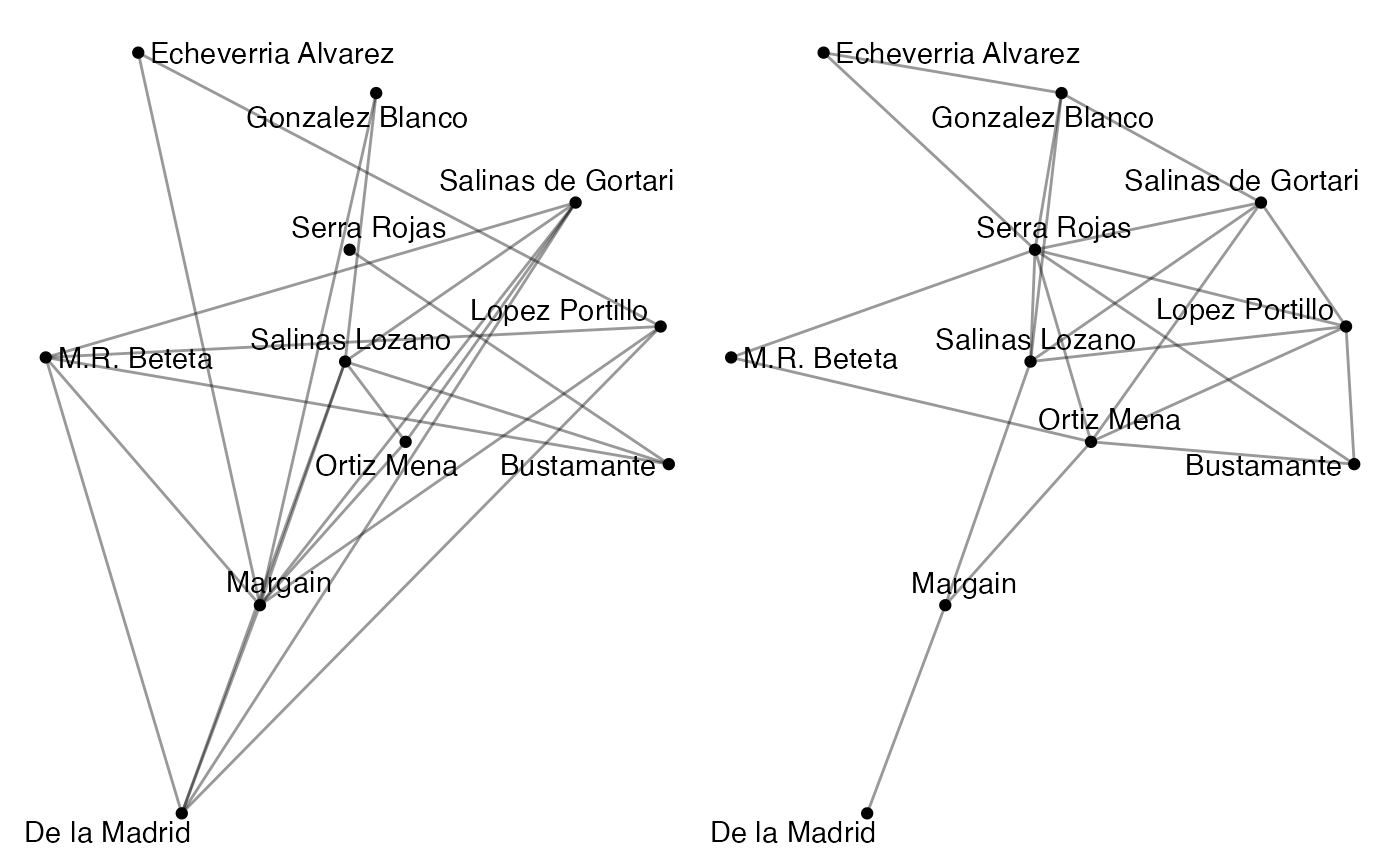 Echeverria Alvarez
Gonzalez Blanco
Salinas de Gortari
Serra Rojas
Lopez Portillo
Salinas Lozano
M.R. Beteta
Ortiz Mena
Bustamante
Margain
De la Madrid
Echeverria Alvarez
Gonzalez Blanco
Salinas de Gortari
Serra Rojas
Lopez Portillo
Salinas Lozano
M.R. Beteta
Ortiz Mena
Bustamante
Margain
De la Madrid